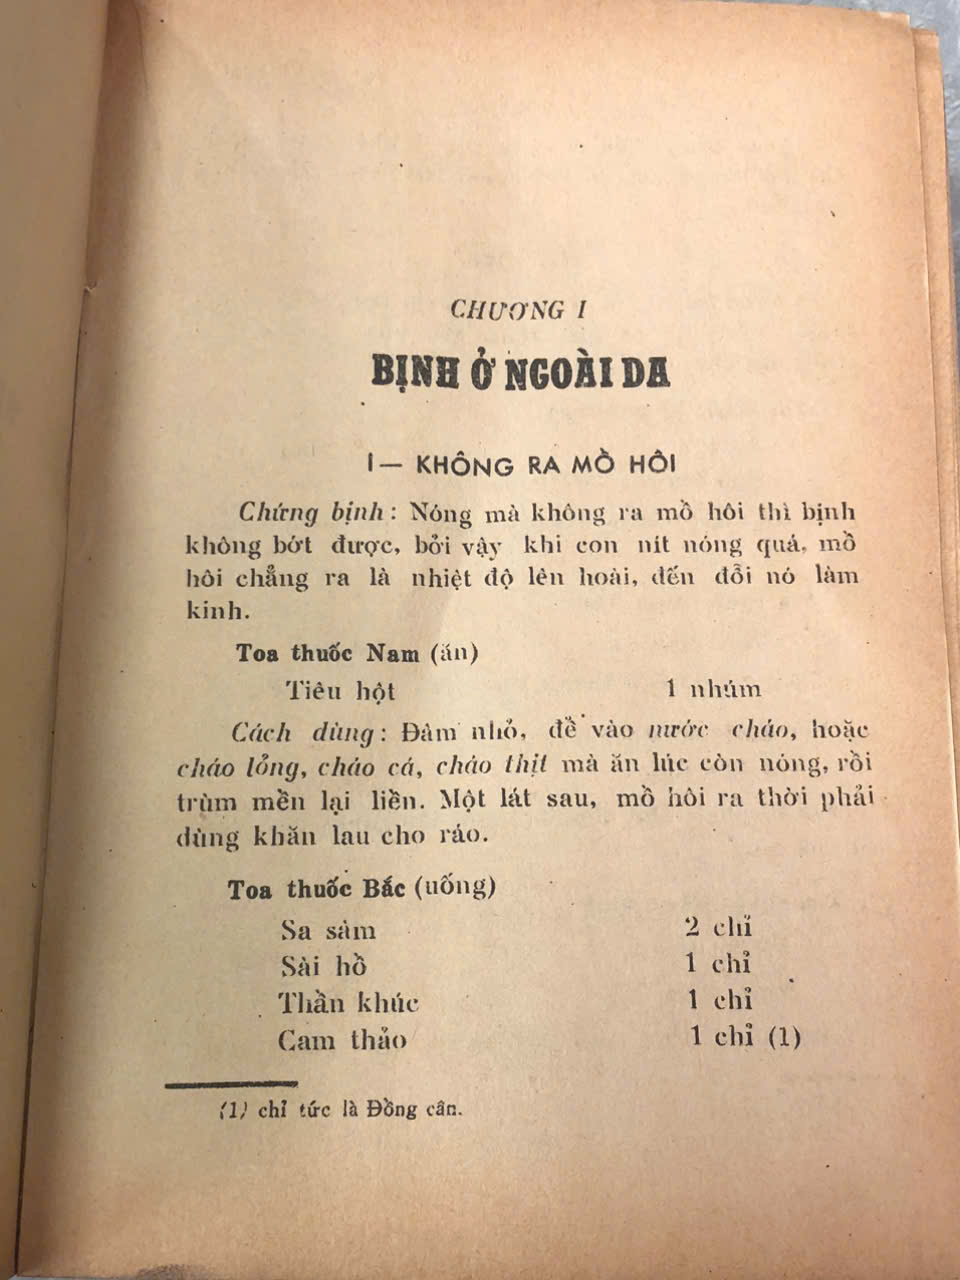 CHƯƠNG I
BỊNH Ở NGOÀI DA
I — KHÔNG RA MỒ HÔI
Chứng bịnh : Nóng mà không ra mồ hôi thì bịnh
không bớt được, bởi vậy khi con nít nóng quá, mồ
hôi chẳng ra là nhiệt độ lên hoài, đến đỗi nó làm
kinh.
Toa thuốc Nam (ăn)
Tiêu hột 1 nhúm
Cách dùng : Đâm nhỏ, để vào nước cháo, hoặc
cháo lỏng, cháo cá, cháo thịt mà ăn lúc còn nóng, rồi
trùm mền lại liền. Một lát sau, mồ hôi ra thời phải
dùng khăn lau cho ráo.
Toa thuốc Bắc (uống)
Sa sàm 2 chỉ
Sài hồ 1 chỉ
Thần khúc 1 chỉ
Cam thảo 1 chỉ (1)
(1) chỉ tức là Đồng cân.